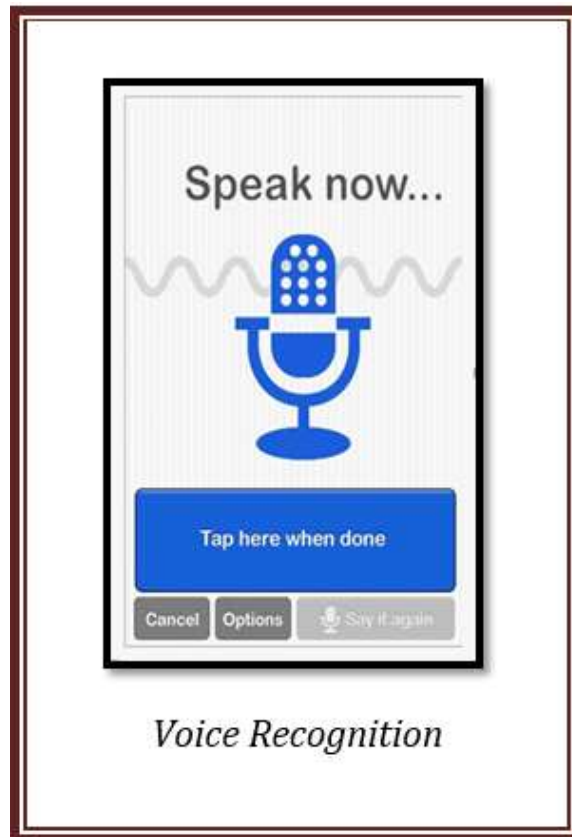 Speak now...
Tap here when done
Cancel Options Say it again
Voice Recognition